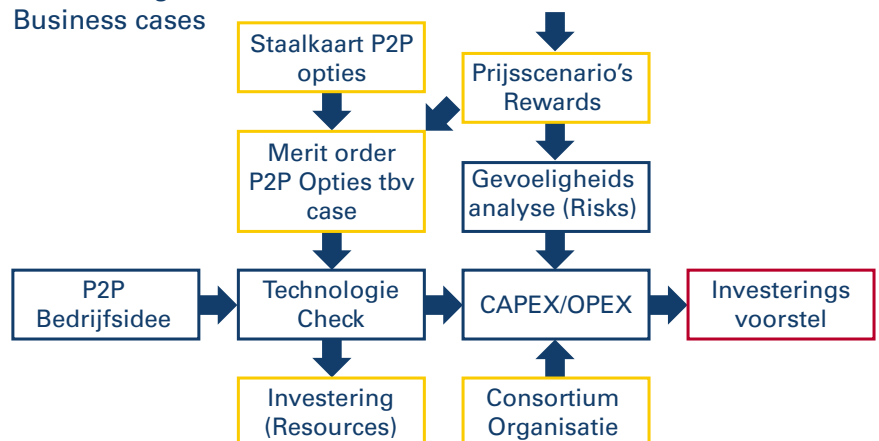 Business cases
Staalkaart P2P
opties
Prijsscenario's
Rewards
Merit order
P2P Opties tbv
case
Gevoeligheids
analyse (Risks)
P2P
Bedrijfsidee
Technologie
Check
CAPEX/OPEX
Investerings
voorstel
Investering
(Resources)
Consortium
Organisatie